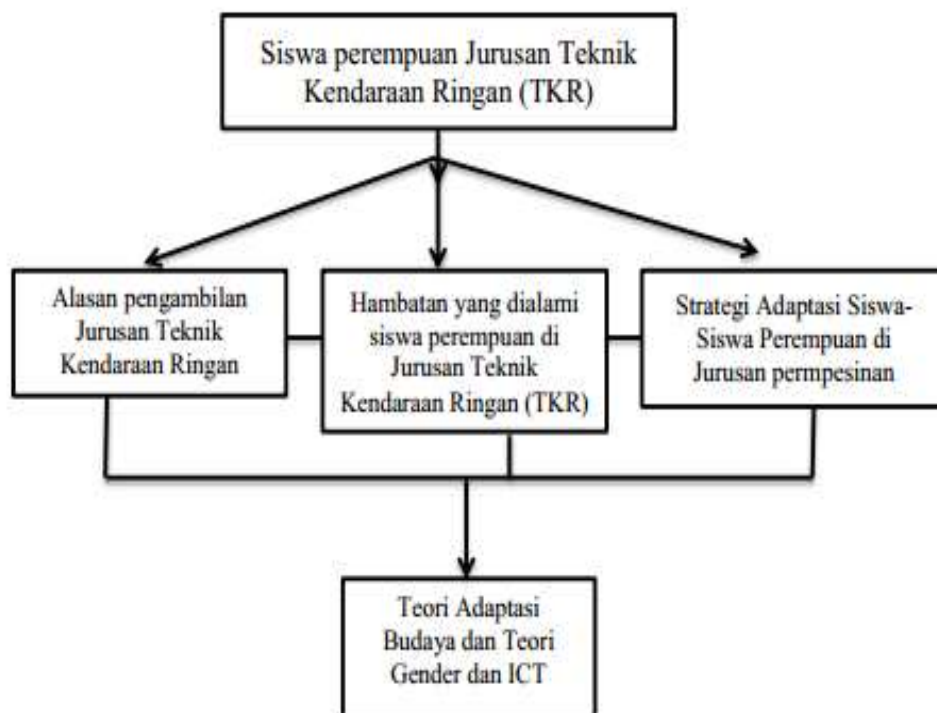 Siswa perempuan Jurusan Teknik
Kendaraan Ringan (TKR)
Alasan pengambilan
Jurusan Teknik
Kendaraan Ringan
Hambatan yang dialami
siswa perempuan di
Jurusan Teknik
Kendaraan Ringan (TKR)
Strategi Adaptasi Siswa-
Siswa Perempuan di
Jurusan permpesinan
Teori Adaptasi
Budaya dan Teori
Gender dan ICT